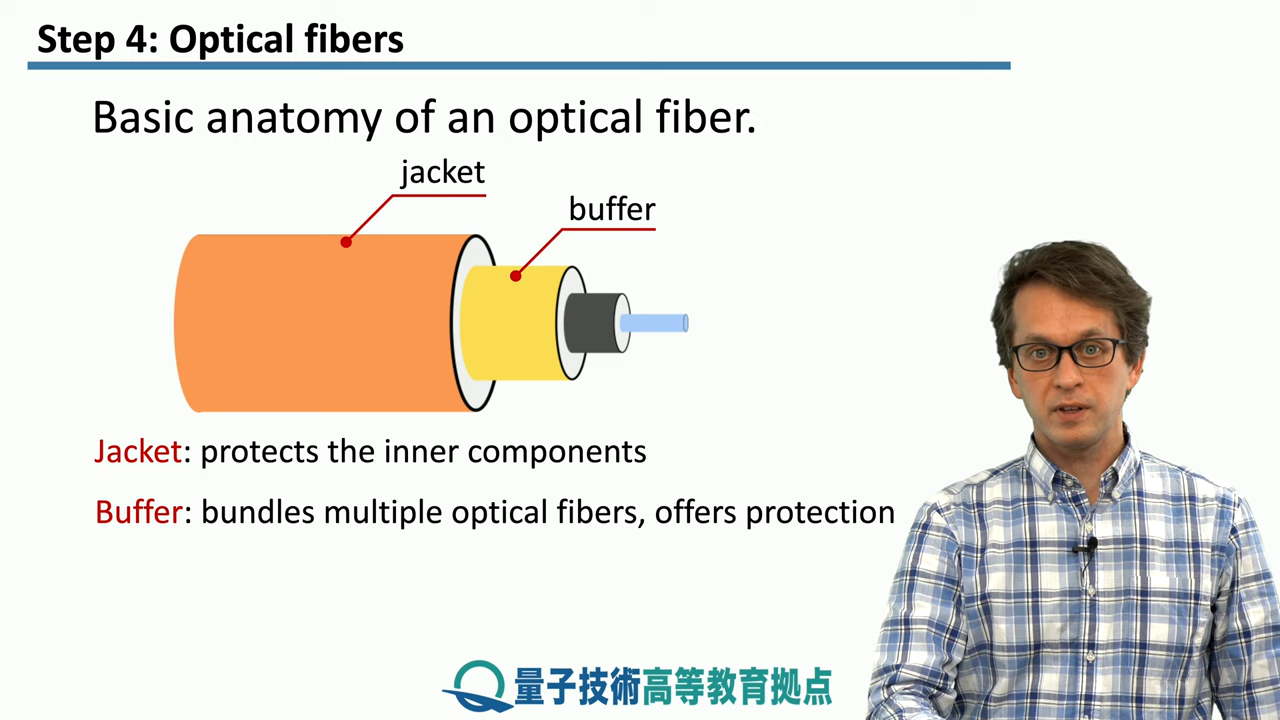 Step 4: Optical fibers
Basic anatomy of an optical fiber.
jacket
buffer
Jacket: protects the inner components
Buffer: bundles multiple optical fibers, offers protection
量子技術高等教育拠点